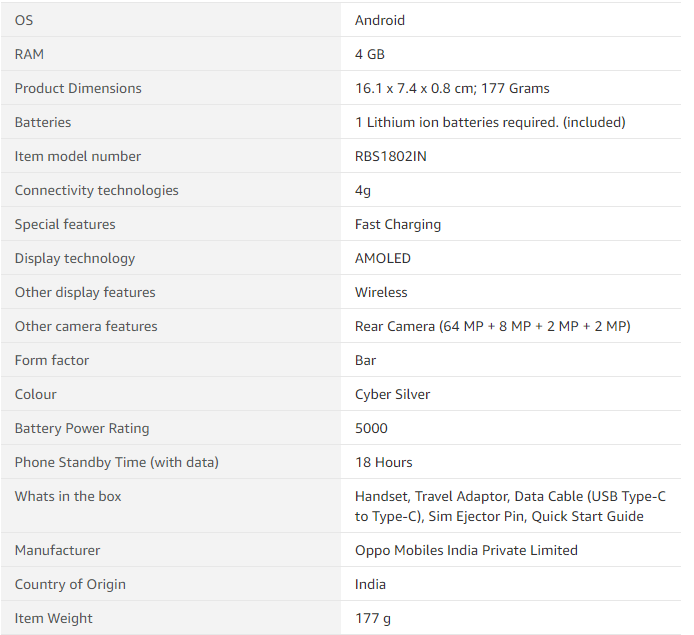 OS Android
RAM 4 GB
Product Dimensions 16.1 x 7.4 x 0.8 cm; 177 Grams
Batteries 1 Lithium ion batteries required. (included)
Item model number RBS1802IN
Connectivity technologies 4g
Special features Fast Charging
Display technology AMOLED
Other display features Wireless
Other camera features Rear Camera (64 MP + 8 MP + 2 MP + 2 MP)
Form factor Bar
Colour Cyber Silver
Battery Power Rating 5000
Phone Standby Time (with data) 18 Hours
Whats in the box Handset, Travel Adaptor, Data Cable (USB Type-C
to Type-C), Sim Ejector Pin, Quick Start Guide
Manufacturer Oppo Mobiles India Private Limited
Country of Origin India
Item Weight 177 g